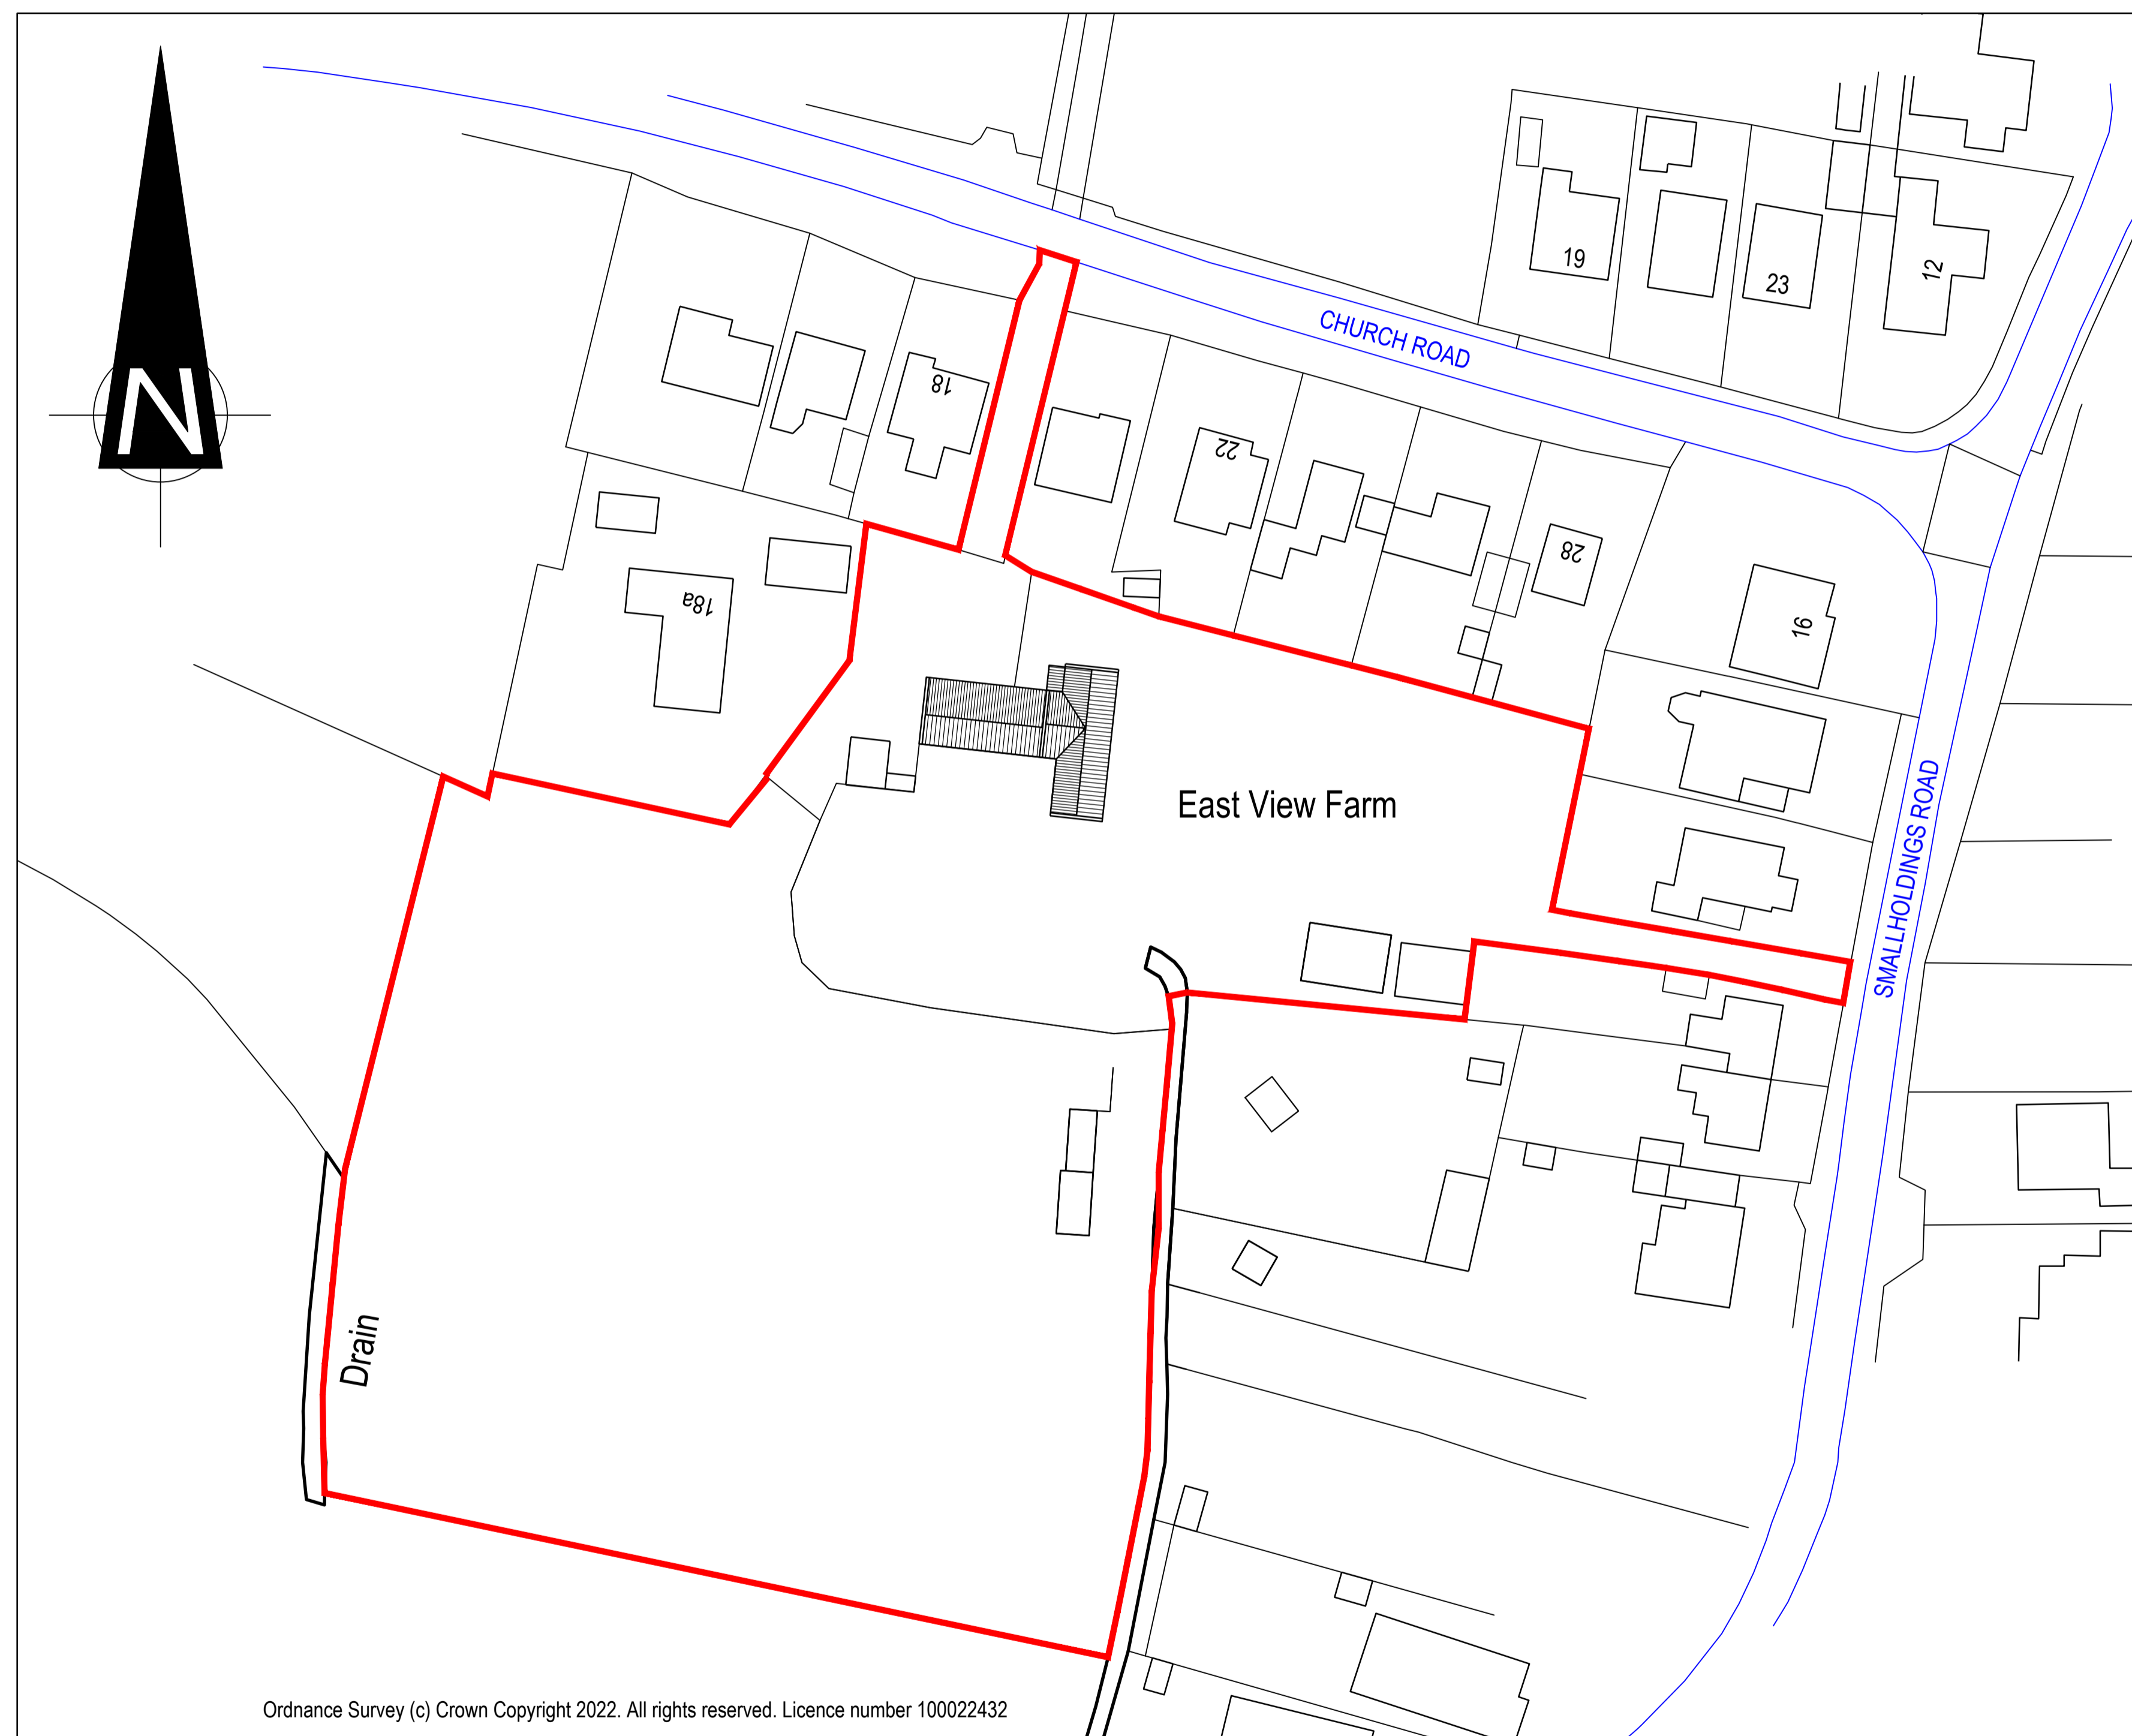 N
19
23
12
CHURCH ROAD
18
22
28
18a
16
East View Farm
SMALLHOLDINGS ROAD
Drain
Ordnance Survey (c) Crown Copyright 2022. All rights reserved. Licence number 100022432